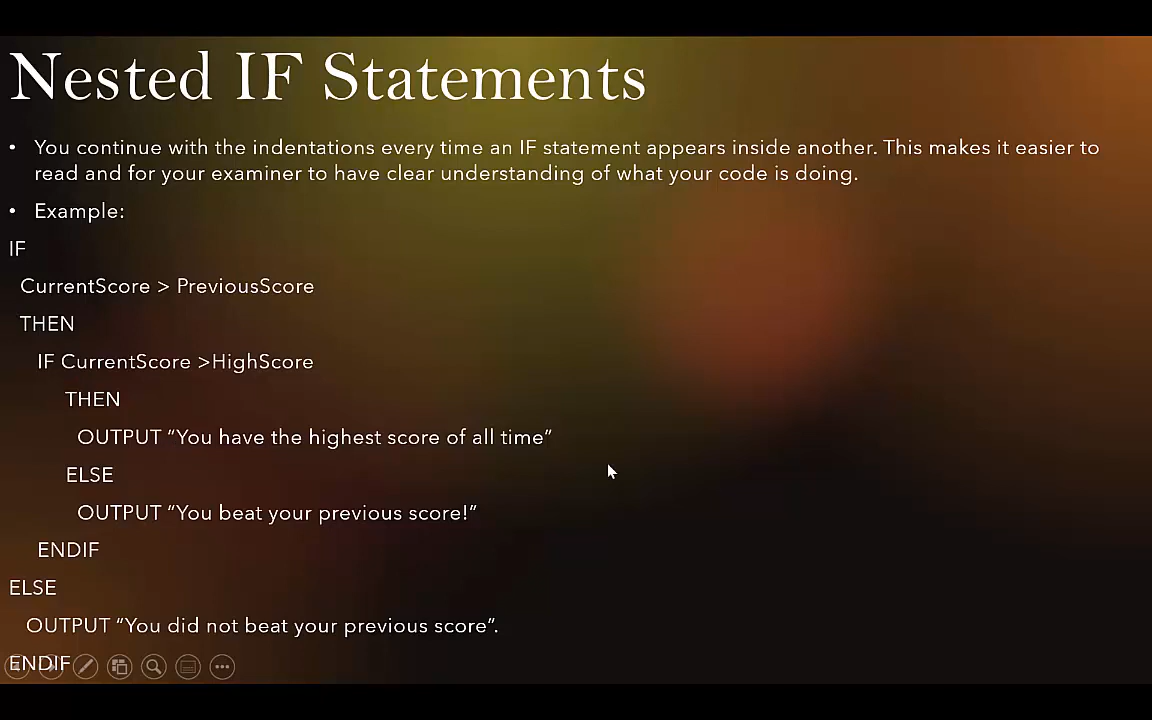 Nested IF Statements
• You continue with the indentations every time an IF statement appears inside another. This makes it easier to
read and for your examiner to have clear understanding of what your code is doing.
• Example:
IF
CurrentScore > PreviousScore
THEN
IF CurrentScore >HighScore
THEN
OUTPUT “You have the highest score of all time”
ELSE
OUTPUT “You beat your previous score!”
ENDIF
ELSE
OUTPUT “You did not beat your previous score”.
ENDIF